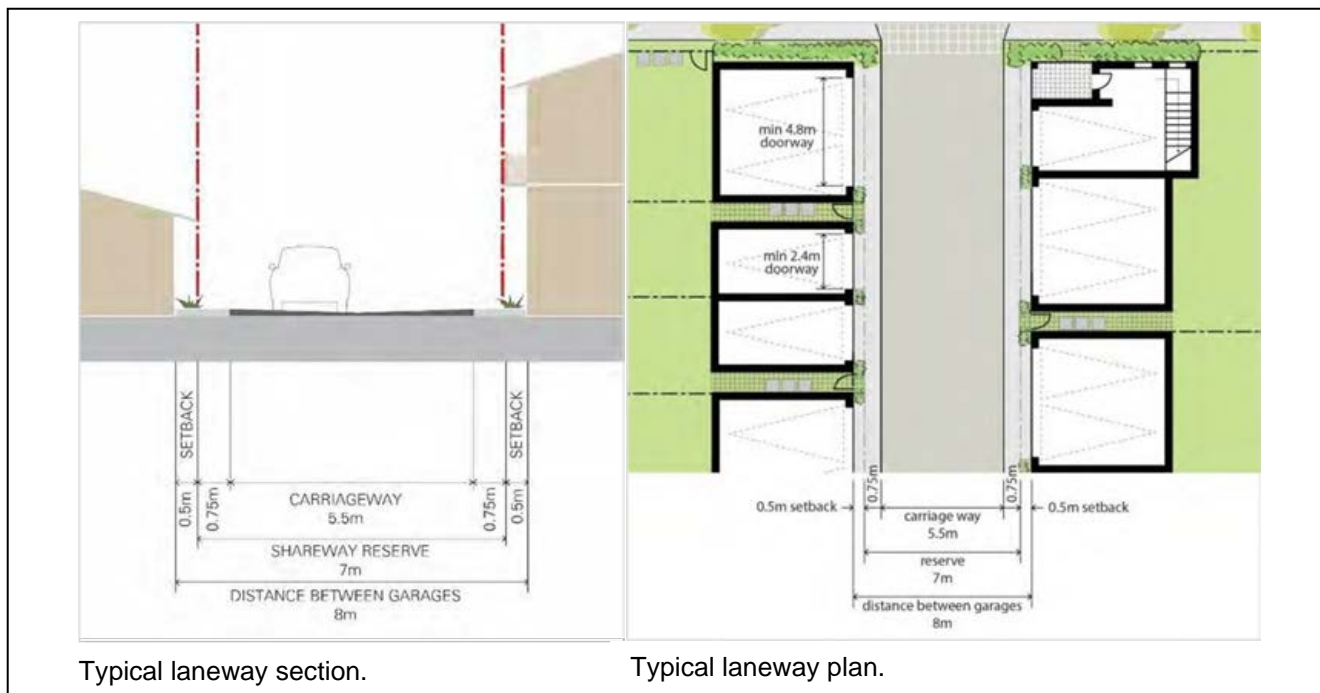 SETBACK
SETBACK
0.5m
0.75m
CARRIAGEWAY
5.5m
0.75m
0.5m
SHAREWAY RESERVE
7m
DISTANCE BETWEEN GARAGES
8m
Typical laneway section.
min 4.8m
doorway
min 2.4m
doorway
0.75m
0.75m
0.5m setback
carriage way
5.5m
0.5m setback
reserve
7m
distance between garages
8m
Typical laneway plan.